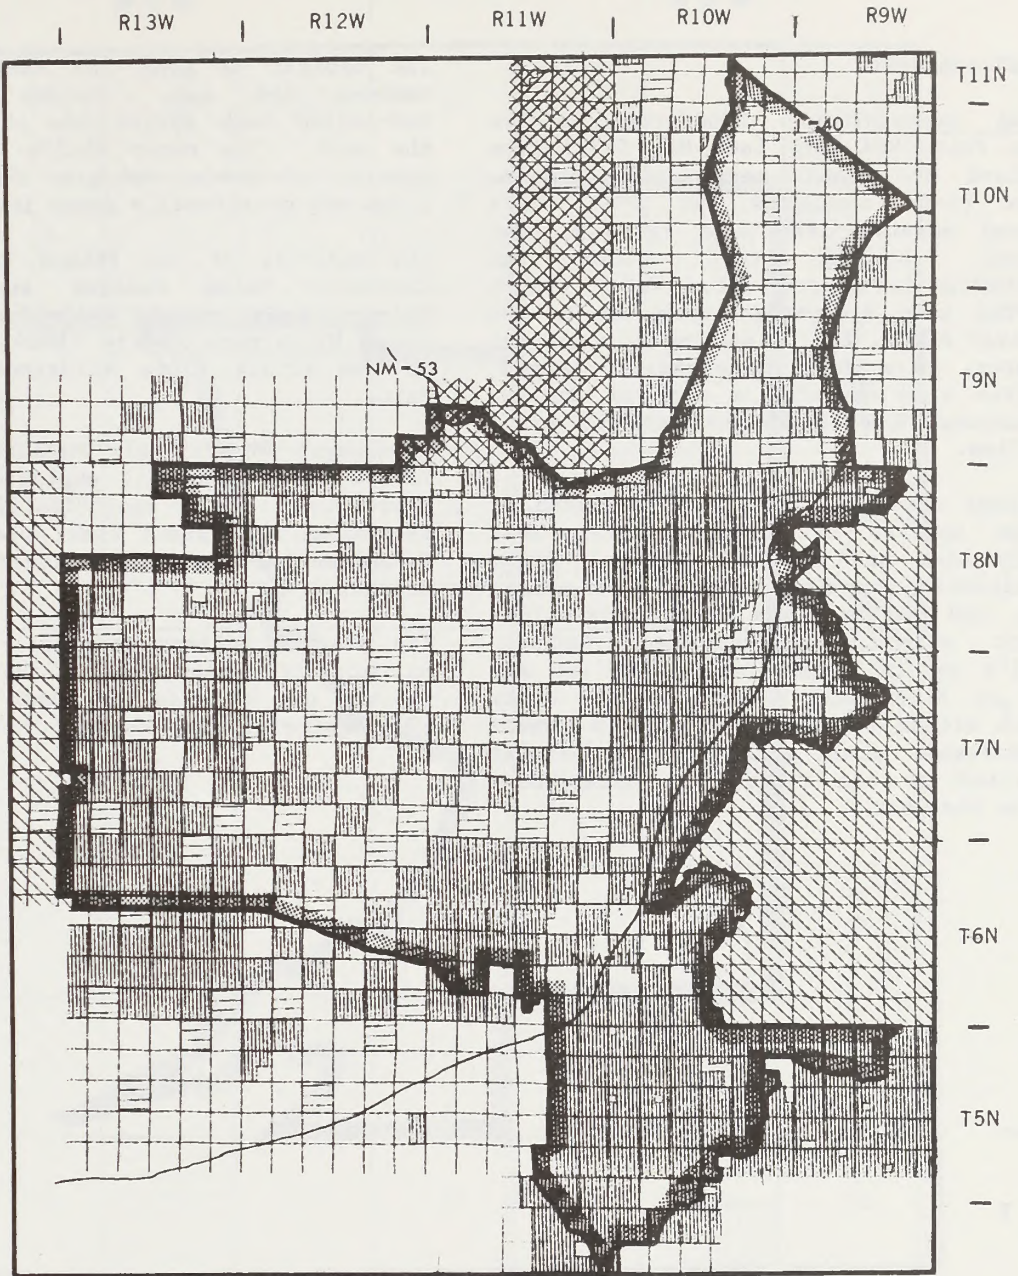 R13W R12W R11W R10W R9W
T11N
I-40
T10N
NM-53
T9N
T8N
T7N
T6N
NM-117
T5N